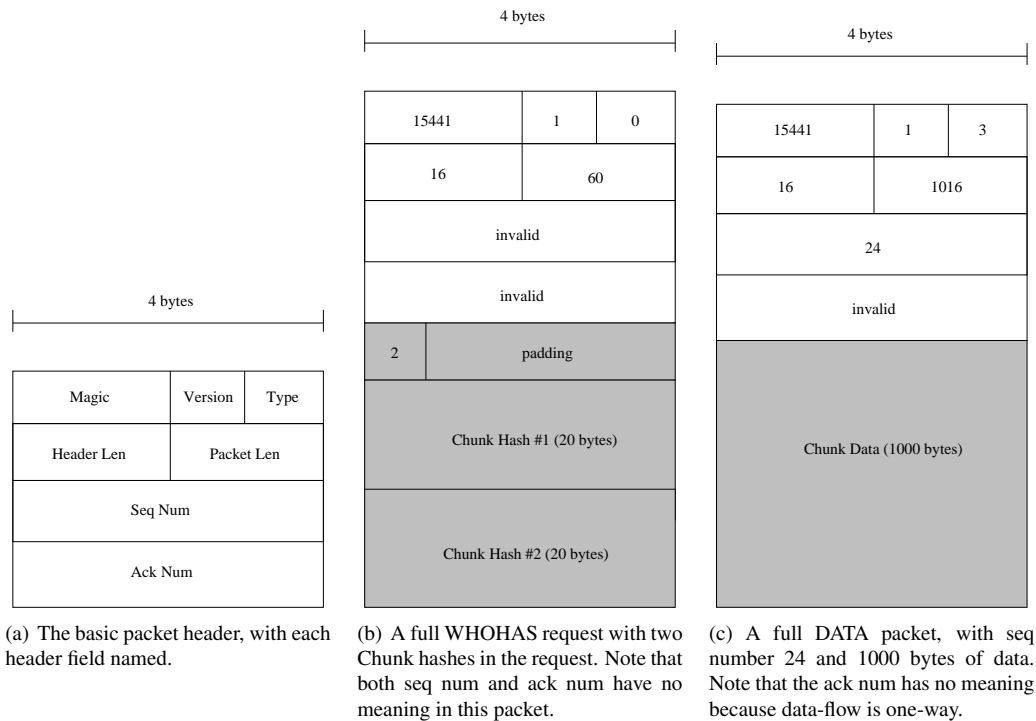 4 bytes
Magic Version Type
Header Len Packet Len
Seq Num
Ack Num
(a) The basic packet header, with each
header field named.
4 bytes
15441 1 0
16 60
invalid
invalid
2 padding
Chunk Hash #1 (20 bytes)
Chunk Hash #2 (20 bytes)
(b) A full WHOHAS request with two
Chunk hashes in the request. Note that
both seq num and ack num have no
meaning in this packet.
4 bytes
15441 1 3
16 1016
24
invalid
Chunk Data (1000 bytes)
(c) A full DATA packet, with seq
number 24 and 1000 bytes of data.
Note that the ack num has no meaning
because data-flow is one-way.